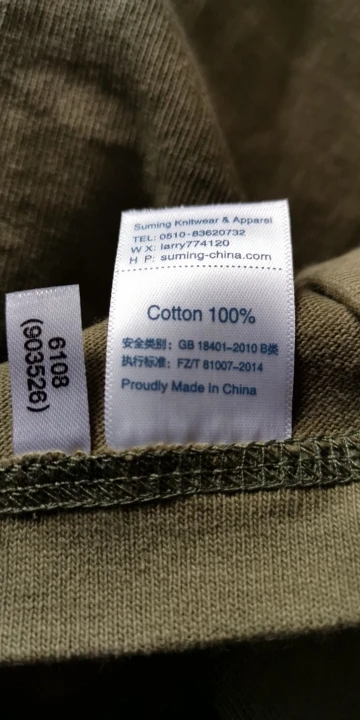 Suming Knitwear & Apparel
TEL: 0510-83620732
W X: larry774120
H P: suming-china.com
Cotton 100%
安全类别: GB 18401-2010 B类
执行标准: FZ/T 81007-2014
Proudly Made in China
6108
(903526)